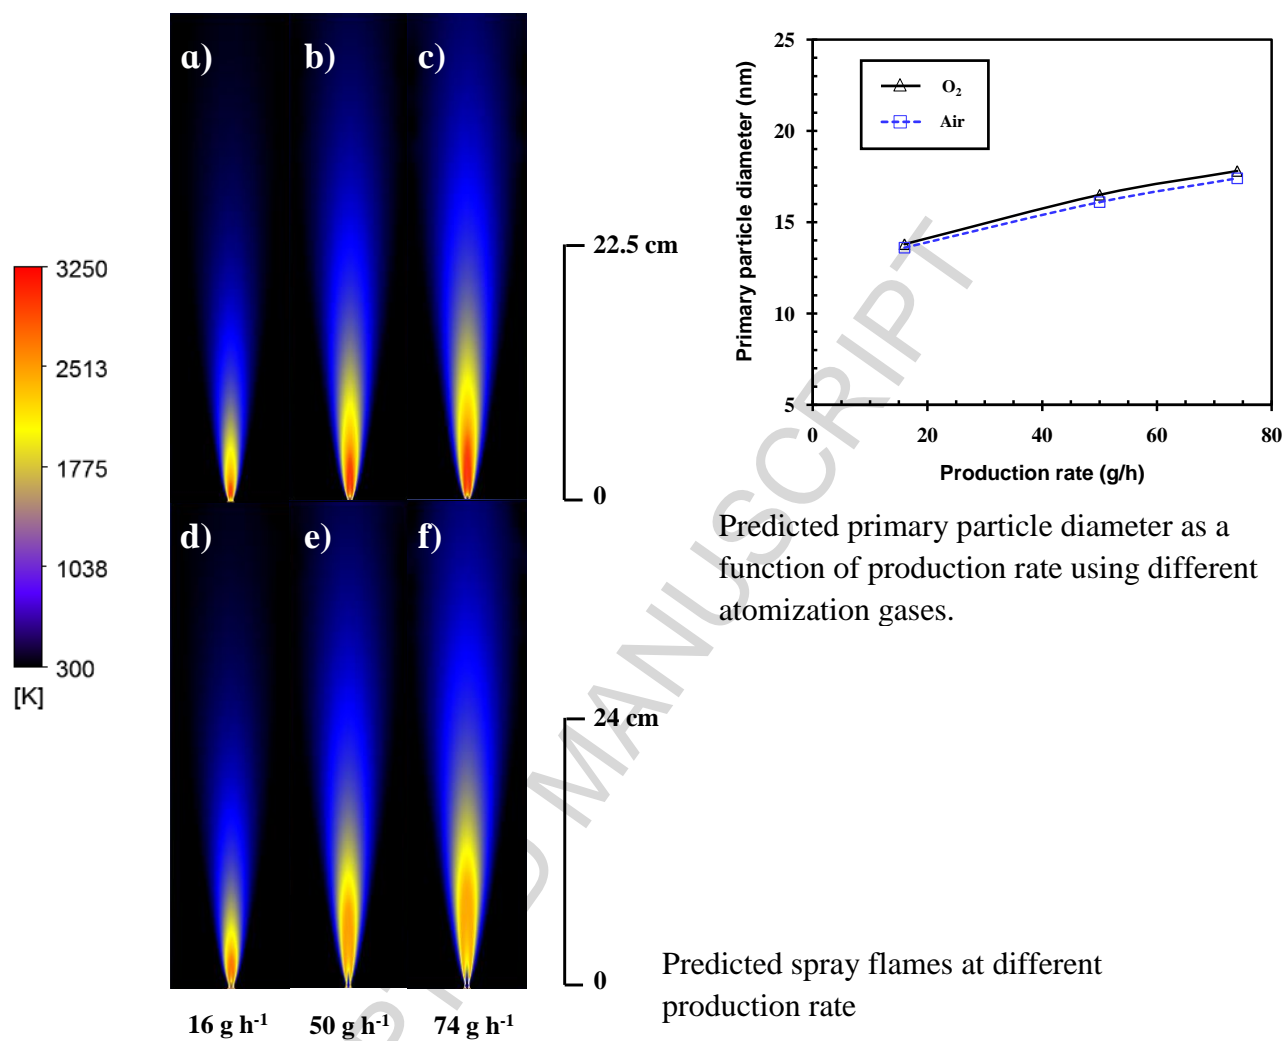 a)
b)
c)
3250
2513
1775
1038
300
[K]
22.5 cm
0
d)
e)
f)
24 cm
0
16 g h⁻¹
50 g h⁻¹
74 g h⁻¹
Primary particle diameter (nm)
25
20
15
10
5
O₂
Air
0
20
40
60
80
Production rate (g/h)
Predicted primary particle diameter as a
function of production rate using different
atomization gases.
Predicted spray flames at different
production rate
PTED MANUSCRIPT